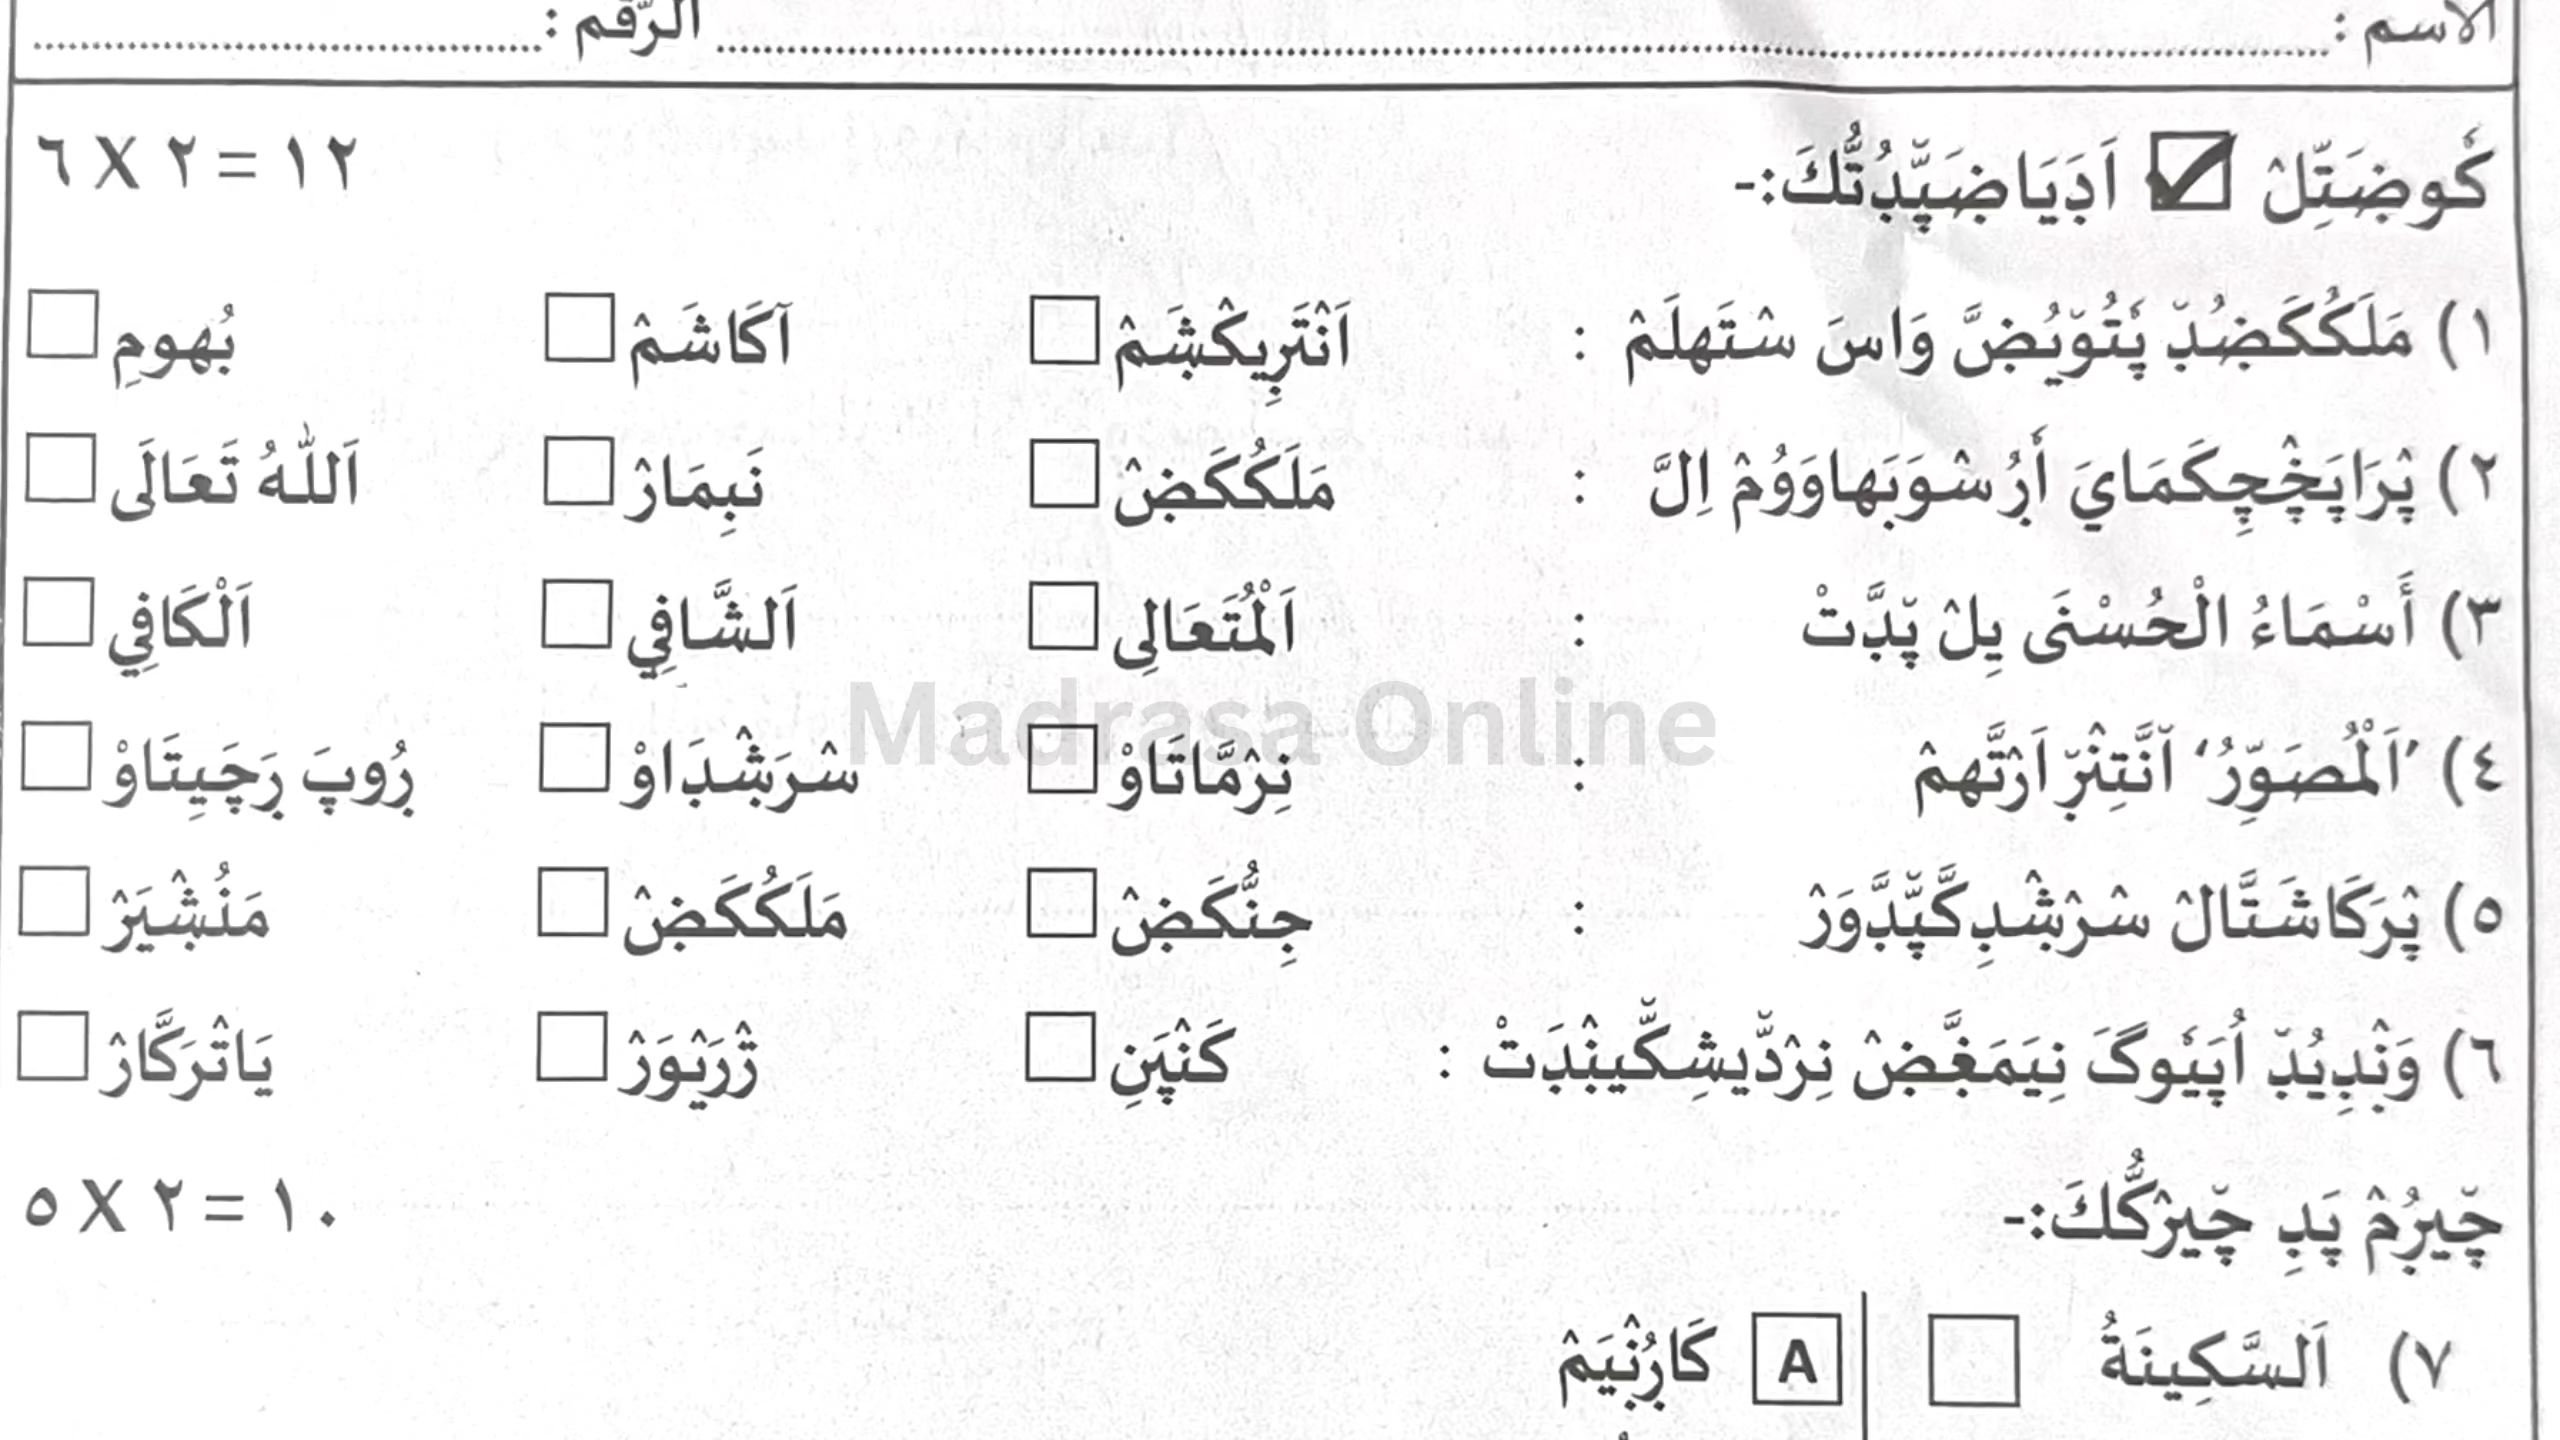 الاسم : الرَّقم :
كٗوضَتِّلْ ☑ اَڊَيَاضَپَّڊُتُّكَ:- ٦ X ٢ = ١٢
١) مَلَكُكَضُڊٚ پٗتُوٚيُضَّ وَاسَ سْتَهلَمْ : اَنْتَرِيكْشَمْ آكَاشَمْ بُهومِ
٢) پْرَاپَخْچِكَمَايَ اٗرُ سْوَبَهاوَوُمْ اِلَّ : مَلَكُكَضْ نَبِمَارْ اَللّٰهُ تَعَالَى
٣) أَسْمَاءُ الْحُسْنَى يِلْ پٚڊَّتْ : اَلْمُتَعَالِى اَلشَّافِي اَلْكَافِي
٤) ’اَلْمُصَوِّرُ‘ اٚنَّتِنْرٚ اَرْتَّهمْ : نِرْمَّاتَاوْ سْرَشْڊَاوْ رُوپَ رَچَيِتَاوْ
٥) پْرَكَاشَتَّالْ سْرْشْڊِكَّپّٚڊَّوَرْ : جِنُّكَضْ مَلَكُكَضْ مَنُشْيَرْ
٦) وَنْڊِيُڊٚ اُپَيٗوگَ نِيَمَغَّضْ نِرْدّٚيشِكّٚيݨْڊَتْ : كَنْپَنِ ڗْرَيْوَرْ يَاتْرَكَّارْ
چٚيرُمْ پَڊِ چٚيرْكُّكَ:- ٥ X ٢ = ١٠
٧) اَلسَّكِينَةُ A كَارُݨْيَمْ
Madrasa Online